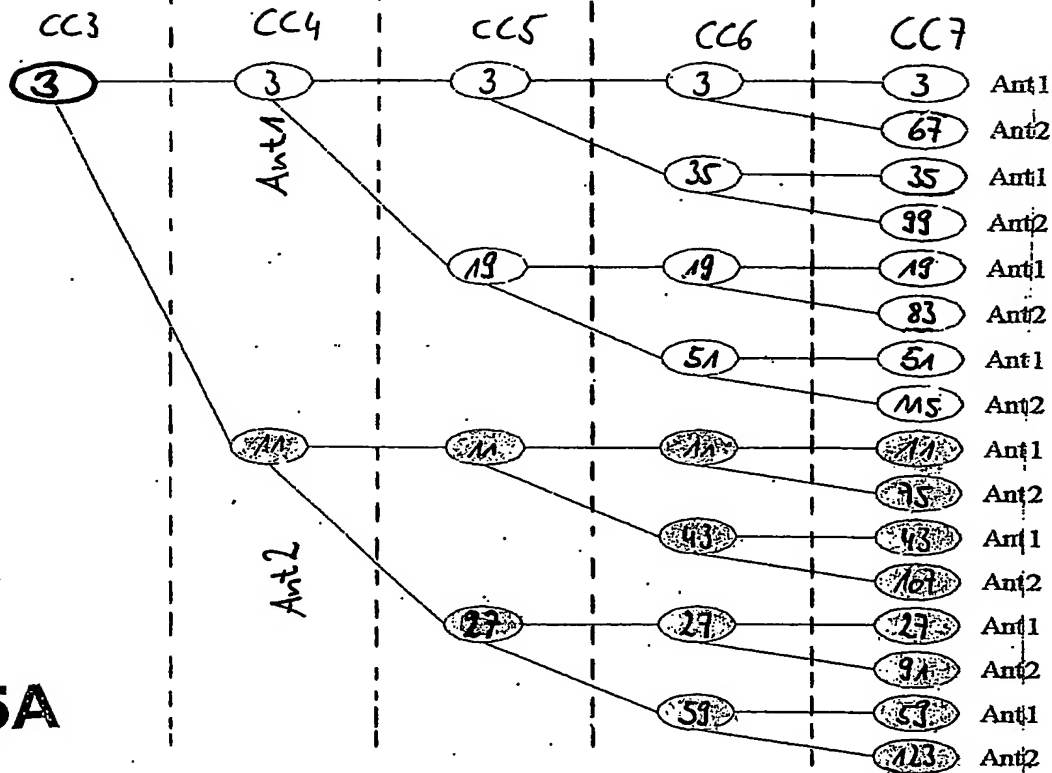 CC3 CC4 CC5 CC6 CC7
3 3 3 3 3 Ant1
67 Ant2
Ant1
35 35 Ant1
99 Ant2
19 19 19 Ant1
83 Ant2
51 51 Ant1
115 Ant2
11 11 11 11 Ant1
75 Ant2
43 43 Ant1
Ant2
107 Ant2
27 27 27 Ant1
91 Ant2
5A
59 59 Ant1
123 Ant2